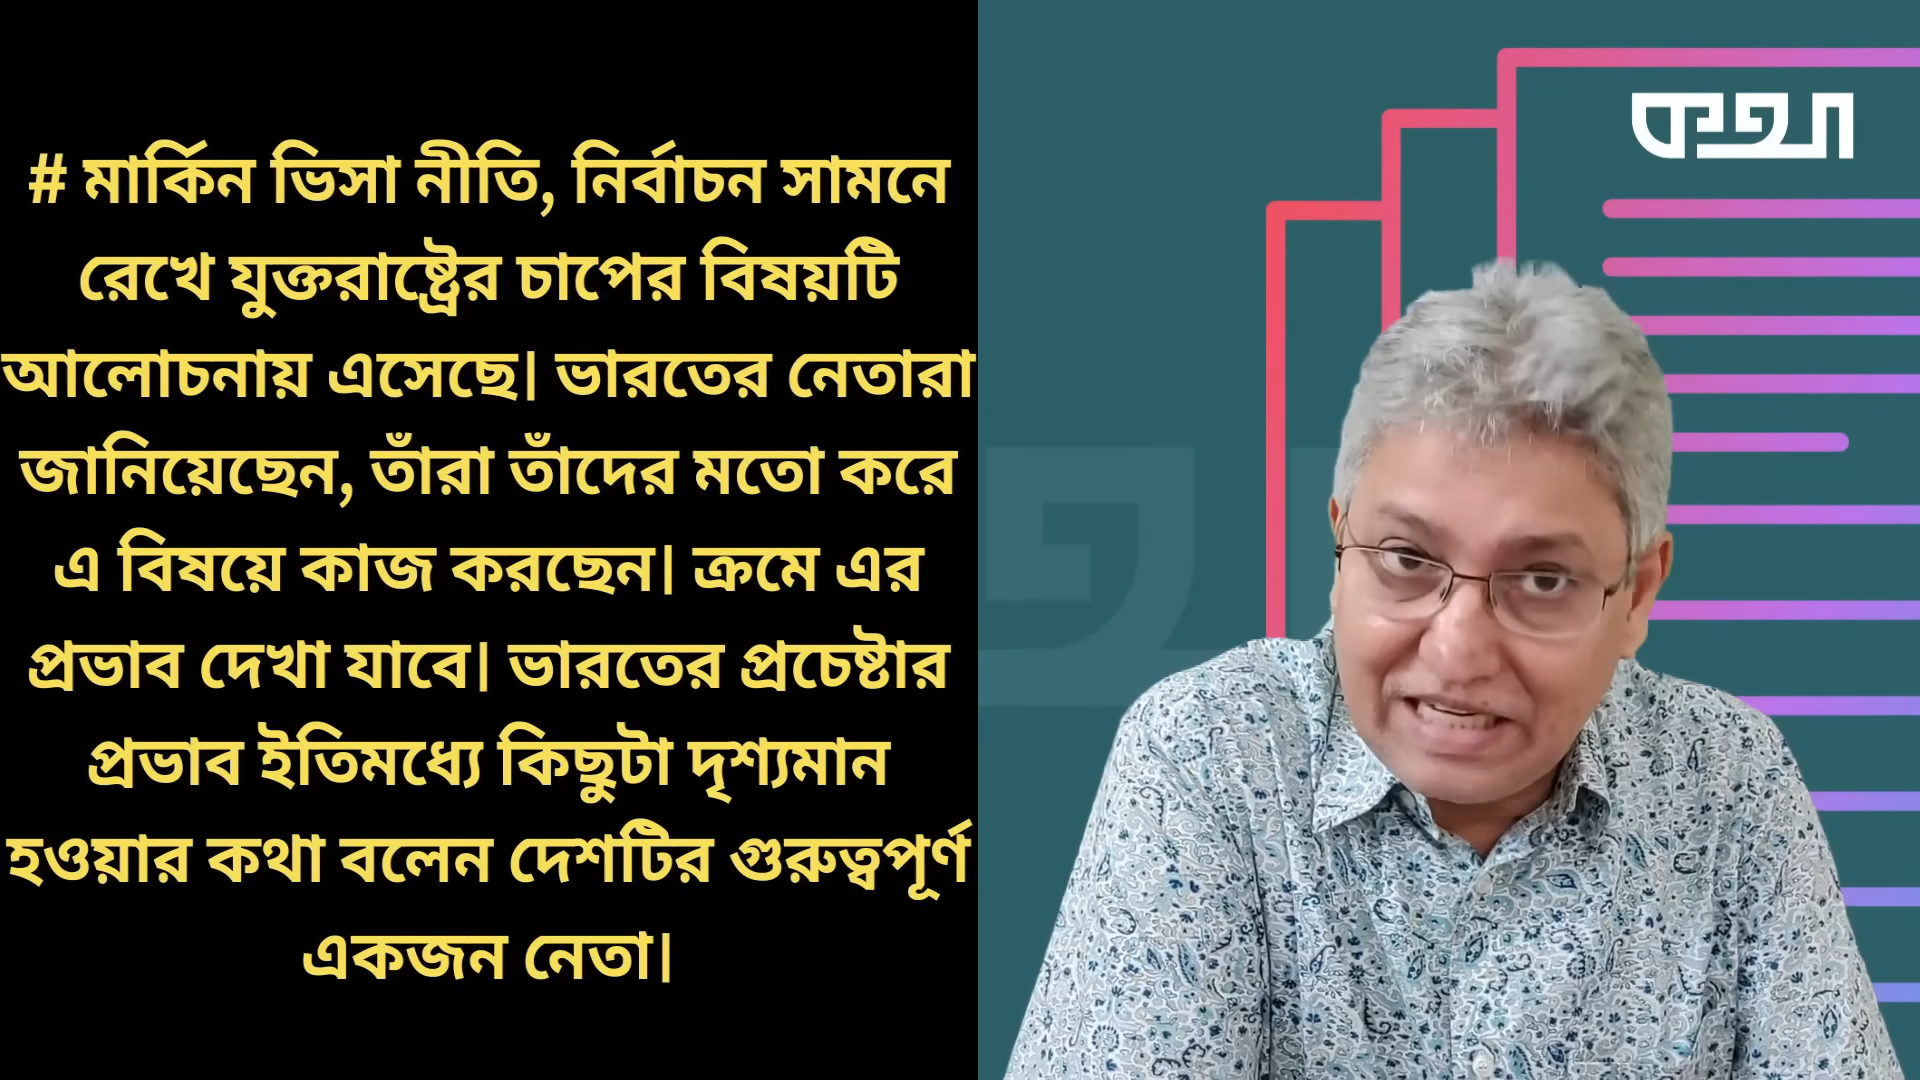 # মার্কিন ভিসা নীতি, নির্বাচন সামনে
রেখে যুক্তরাষ্ট্রের চাপের বিষয়টি
আলোচনায় এসেছে। ভারতের নেতারা
জানিয়েছেন, তাঁরা তাঁদের মতো করে
এ বিষয়ে কাজ করছেন। ক্রমে এর
প্রভাব দেখা যাবে। ভারতের প্রচেষ্টার
প্রভাব ইতিমধ্যে কিছুটা দৃশ্যমান
হওয়ার কথা বলেন দেশটির গুরুত্বপূর্ণ
একজন নেতা।